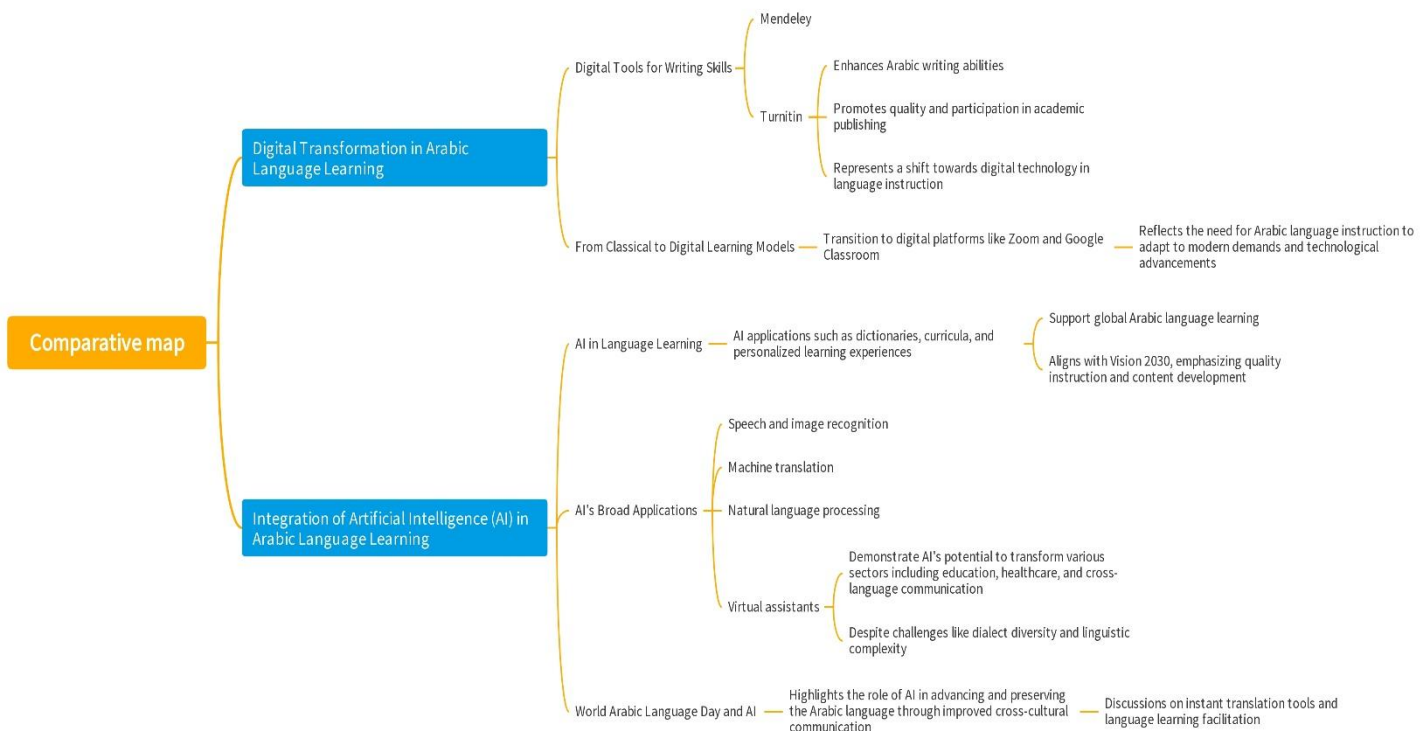 Comparative map
Digital Transformation in Arabic
Language Learning
Digital Tools for Writing Skills
Mendeley
Turnitin
Enhances Arabic writing abilities
Promotes quality and participation in academic
publishing
Represents a shift towards digital technology in
language instruction
From Classical to Digital Learning Models
Transition to digital platforms like Zoom and Google
Classroom
Reflects the need for Arabic language instruction to
adapt to modern demands and technological
advancements
Integration of Artificial Intelligence (AI) in
Arabic Language Learning
AI in Language Learning
AI applications such as dictionaries, curricula, and
personalized learning experiences
Support global Arabic language learning
Aligns with Vision 2030, emphasizing quality
instruction and content development
AI's Broad Applications
Speech and image recognition
Machine translation
Natural language processing
Virtual assistants
Demonstrate AI's potential to transform various
sectors including education, healthcare, and cross-
language communication
Despite challenges like dialect diversity and linguistic
complexity
World Arabic Language Day and AI
Highlights the role of AI in advancing and preserving
the Arabic language through improved cross-cultural
communication
Discussions on instant translation tools and
language learning facilitation